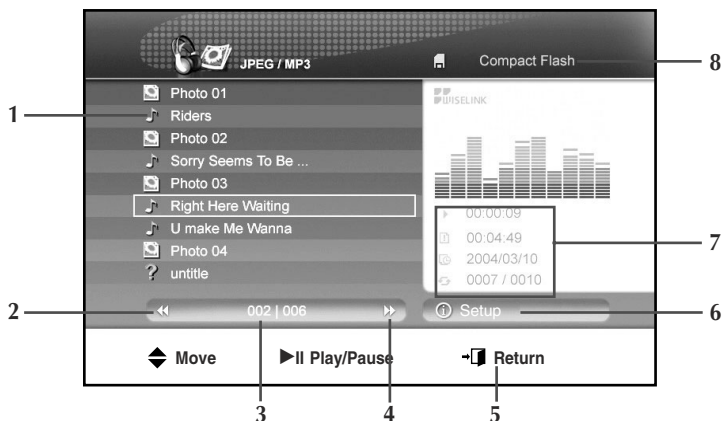 JPEG / MP3
Compact Flash
8
Photo 01
WISELINK
1
Riders
Photo 02
Sorry Seems To Be ...
Photo 03
Right Here Waiting
00:00:09
U make Me Wanna
00:04:49
7
Photo 04
2004/03/10
? untitle
0007 / 0010
2
002 | 006
Setup
6
Move
Play/Pause
Return
3
4
5